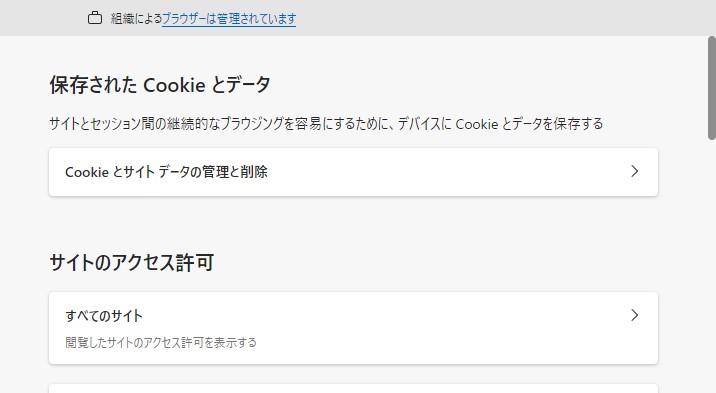 組織によるブラウザーは管理されています
保存された Cookie とデータ
サイトとセッション間の継続的なブラウジングを容易にするために、デバイスに Cookie とデータを保存する
Cookie とサイト データの管理と削除
サイトのアクセス許可
すべてのサイト
閲覧したサイトのアクセス許可を表示する